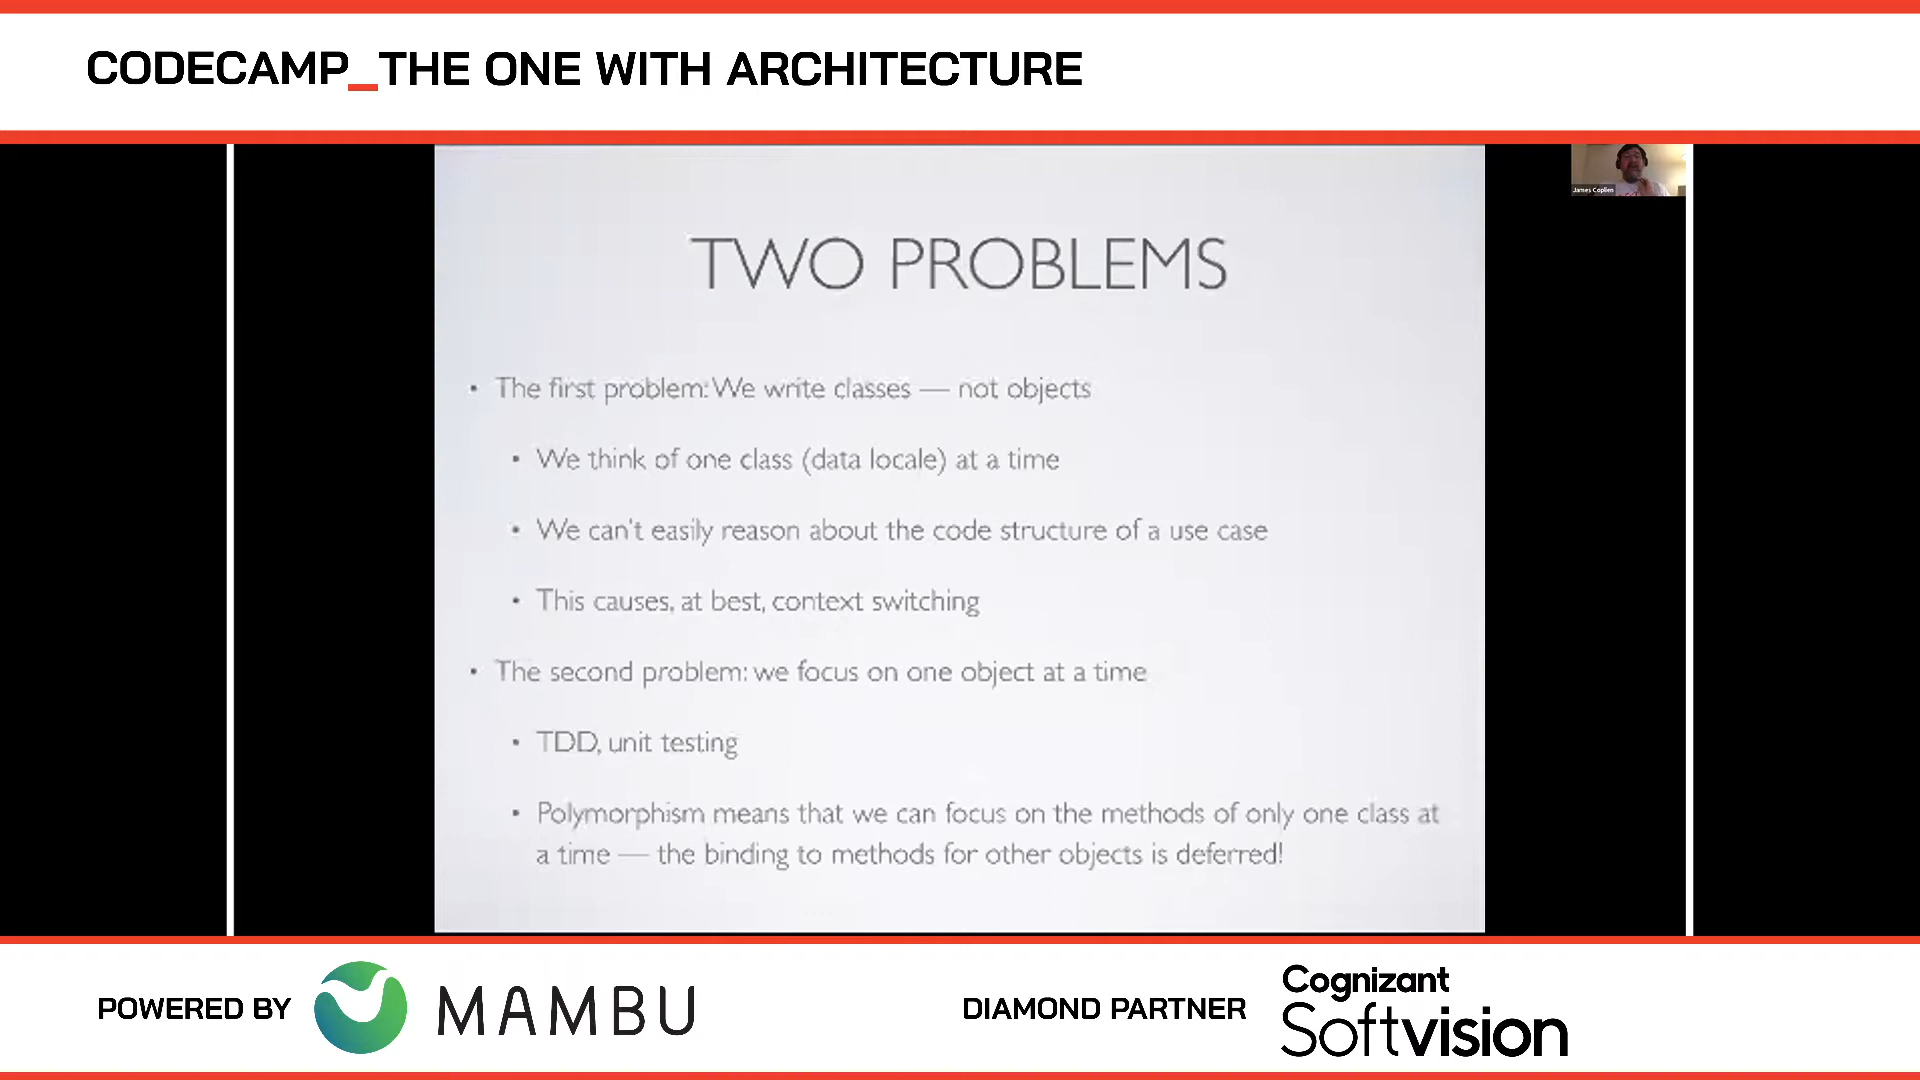 CODECAMP_THE ONE WITH ARCHITECTURE
James Coplien
TWO PROBLEMS
• The first problem: We write classes — not objects
• We think of one class (data locale) at a time
• We can't easily reason about the code structure of a use case
• This causes, at best, context switching
• The second problem: we focus on one object at a time
• TDD, unit testing
• Polymorphism means that we can focus on the methods of only one class at
a time — the binding to methods for other objects is deferred!
POWERED BY
MAMBU
DIAMOND PARTNER
Cognizant
Softvision